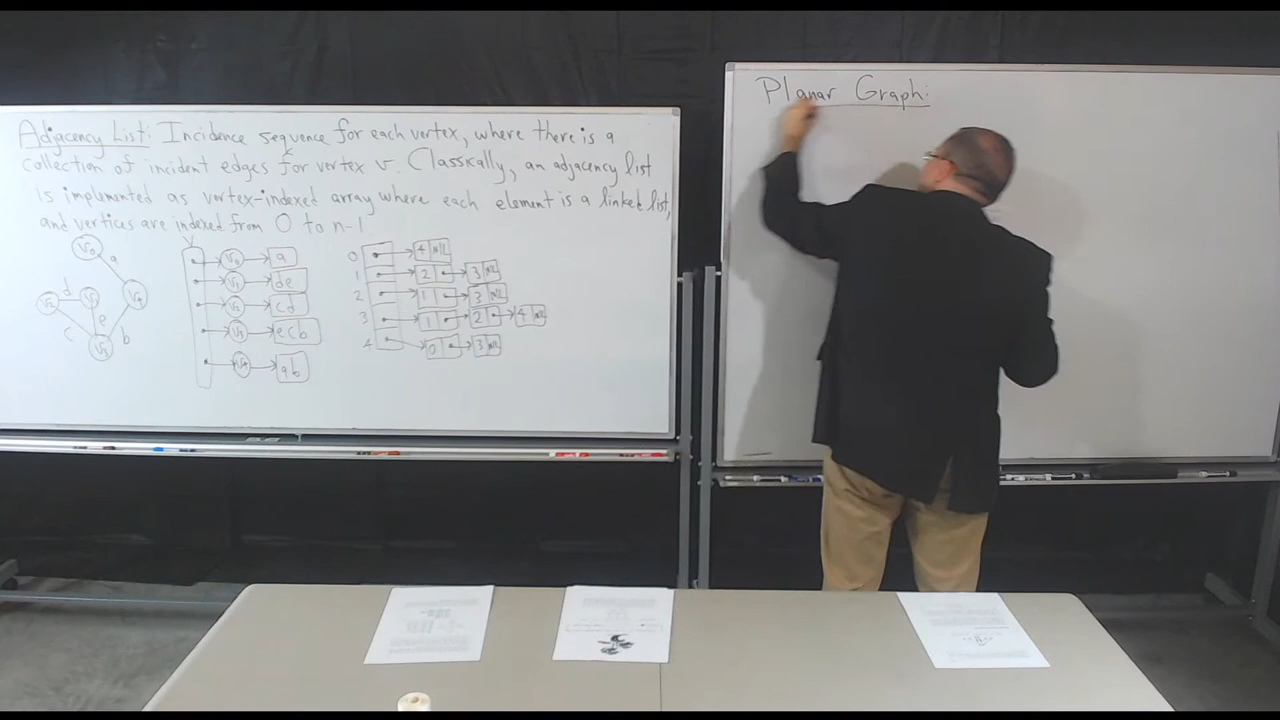 Adjacency List: Incidence sequence for each vertex, where there is a
collection of incident edges for vertex v. Classically, an adjacency list
is implemented as vertex-indexed array where each element is a linked list,
and vertices are indexed from 0 to n-1
V0 a
d e c b
V
V0 a
de
cd
ecb
ab
0 4 NIL
1 2 3 NIL
2 1 3 NIL
3 1 2 4 NIL
4 0 3 NIL
Planar Graph: